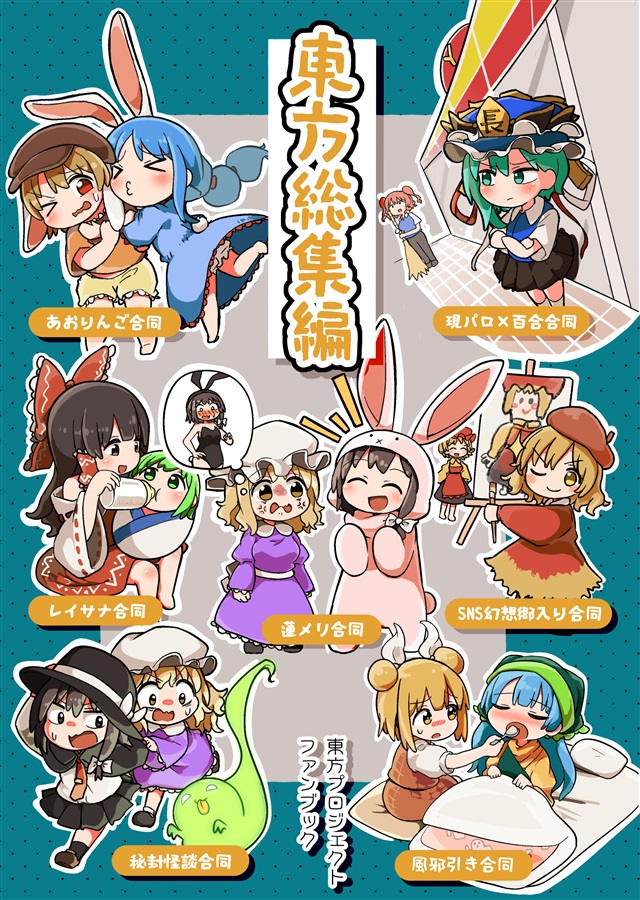 東方総集編
長
あおりんご合同
現パロ×百合合同
レイサナ合同
蓮メリ合同
SNS幻想郷入り合同
秘封怪談合同
東方プロジェクト
ファンブック
風邪引き合同